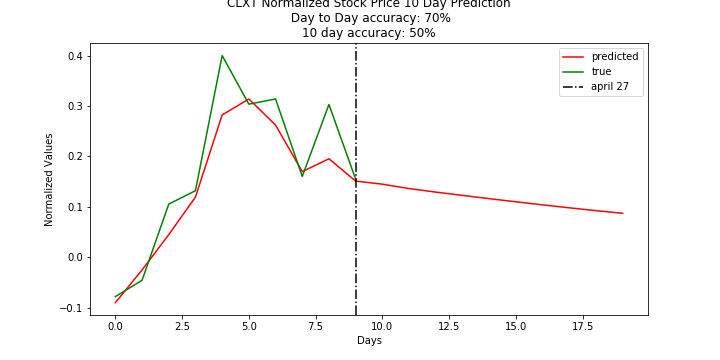 CLXT Normalized Stock Price 10 Day Prediction
Day to Day accuracy: 70%
10 day accuracy: 50%
predicted
true
april 27
Normalized Values
0.4
0.3
0.2
0.1
0.0
−0.1
0.0 2.5 5.0 7.5 10.0 12.5 15.0 17.5
Days